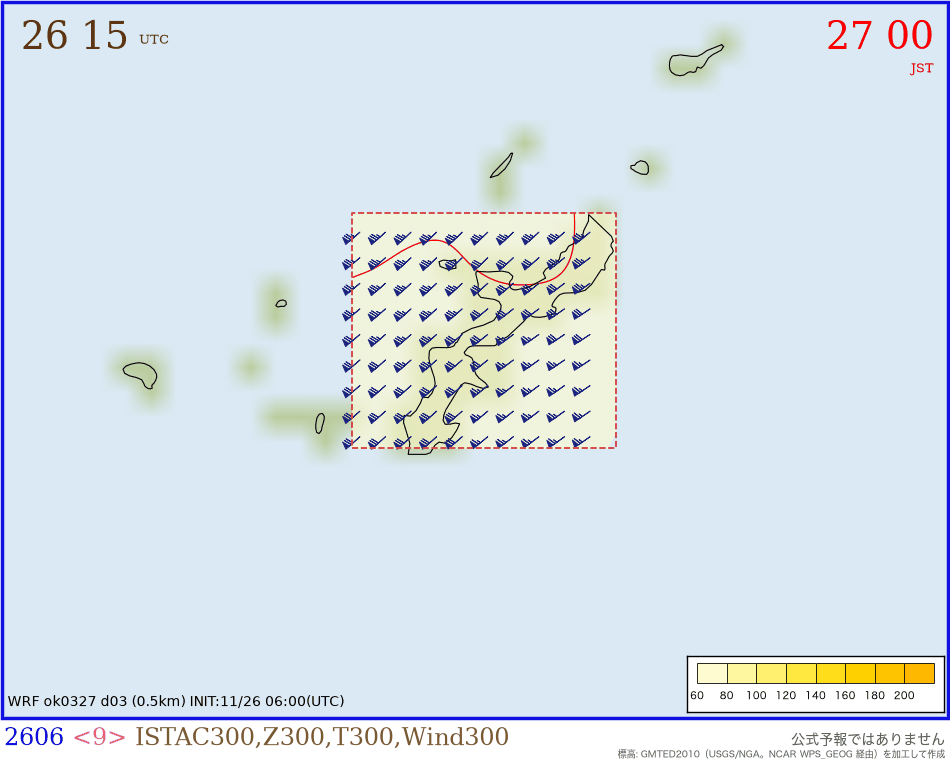 26 15 UTC
27 00
JST
60 80 100 120 140 160 180 200
WRF ok0327 d03 (0.5km) INIT:11/26 06:00(UTC)
2606 <9> ISTAC300,Z300,T300,Wind300
公式予報ではありません
標高: GMTED2010（USGS/NGA。NCAR WPS_GEOG 経由）を加工して作成